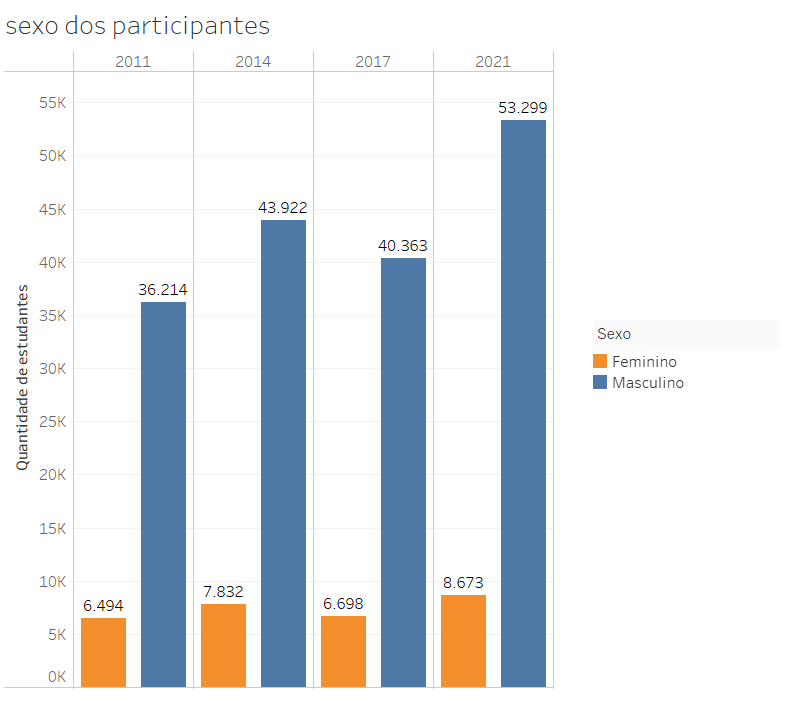 sexo dos participantes
2011 2014 2017 2021
55K
50K
45K
40K
35K
30K
25K
20K
15K
10K
5K
0K
Quantidade de estudantes
6.494
36.214
7.832
43.922
6.698
40.363
8.673
53.299
Sexo
Feminino
Masculino